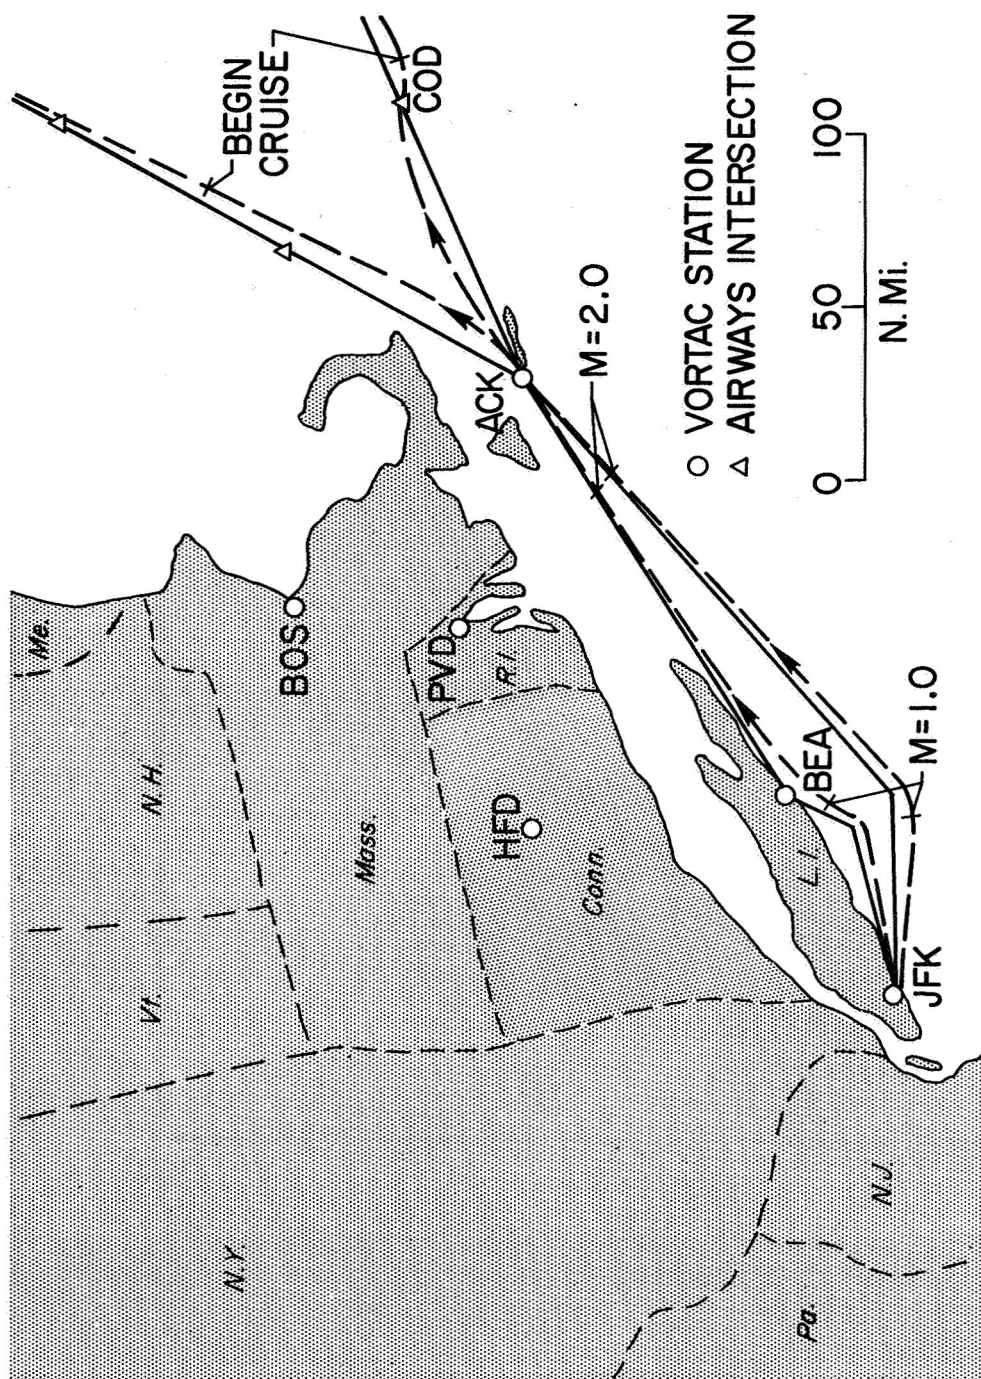 Me.
N.H.
Vt.
N.Y.
BOS
Mass
PVD
R.I.
HFD
Conn.
ACK
BEGIN
CRUISE
COD
M=2.0
L.I.
BEA
M=1.0
JFK
N.J.
Pa.
○ VORTAC STATION
△ AIRWAYS INTERSECTION
0 50 100
N. Mi.